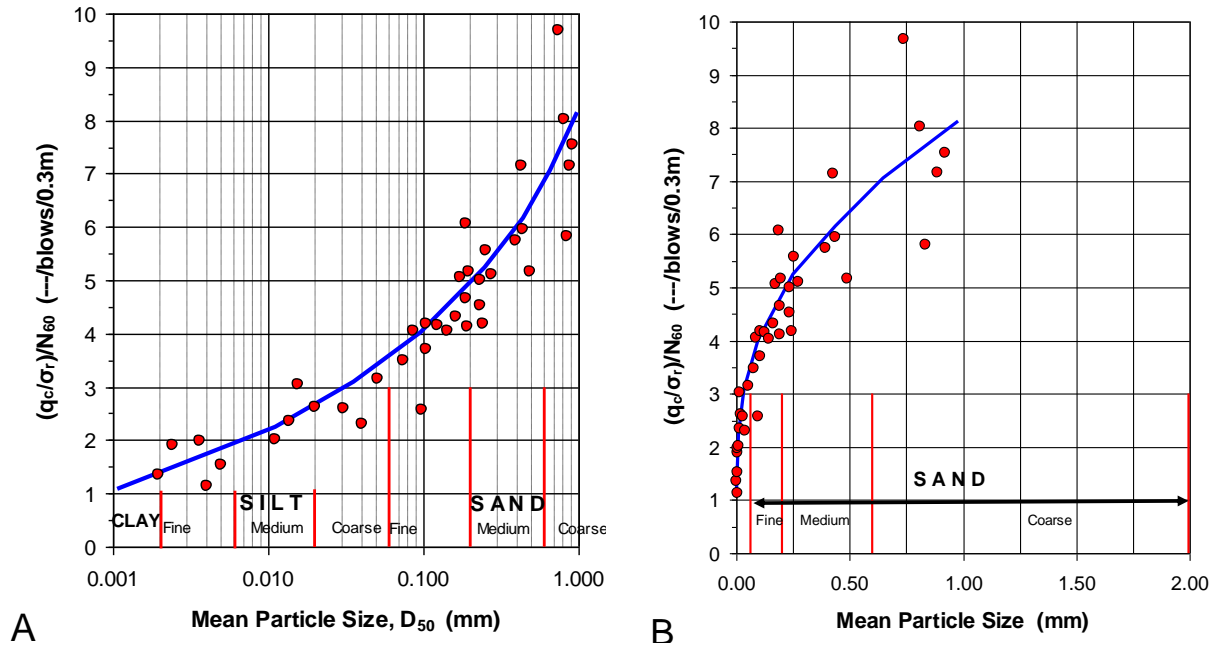 10
9
8
7
6
5
4
3
2
1
0
(qc/σr)/N60 (---/blows/0.3m)
CLAY
SILT
SAND
Fine
Medium
Coarse
Fine
Medium
Coarse
0.001
0.010
0.100
1.000
Mean Particle Size, D50 (mm)
A
10
9
8
7
6
5
4
3
2
1
0
(qc/σr)/N60 (---/blows/0.3m)
SAND
Fine
Medium
Coarse
0.00
0.50
1.00
1.50
2.00
Mean Particle Size (mm)
B